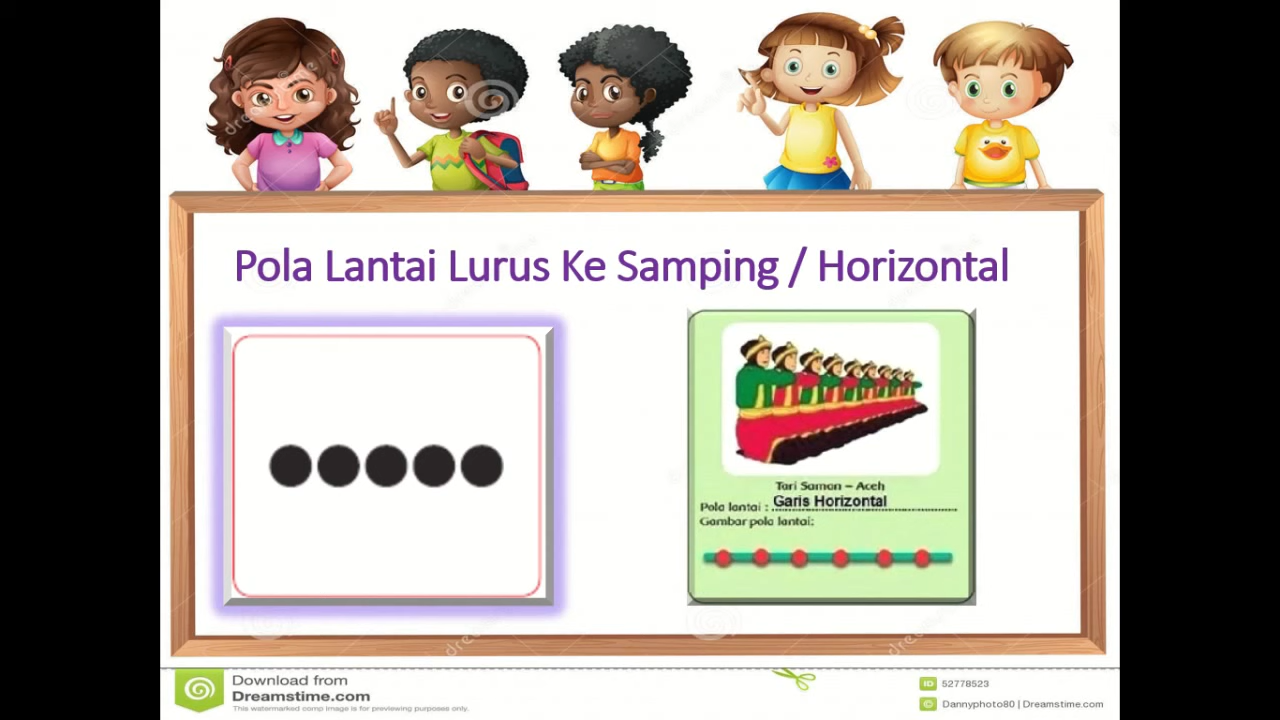 Pola Lantai Lurus Ke Samping / Horizontal
Tari Saman – Aceh
Pola lantai : Garis Horizontal
Gambar pola lantai:
Download from
Dreamstime.com
This watermarked comp image is for previewing purposes only.
ID 52778523
© Dannyphoto80 | Dreamstime.com